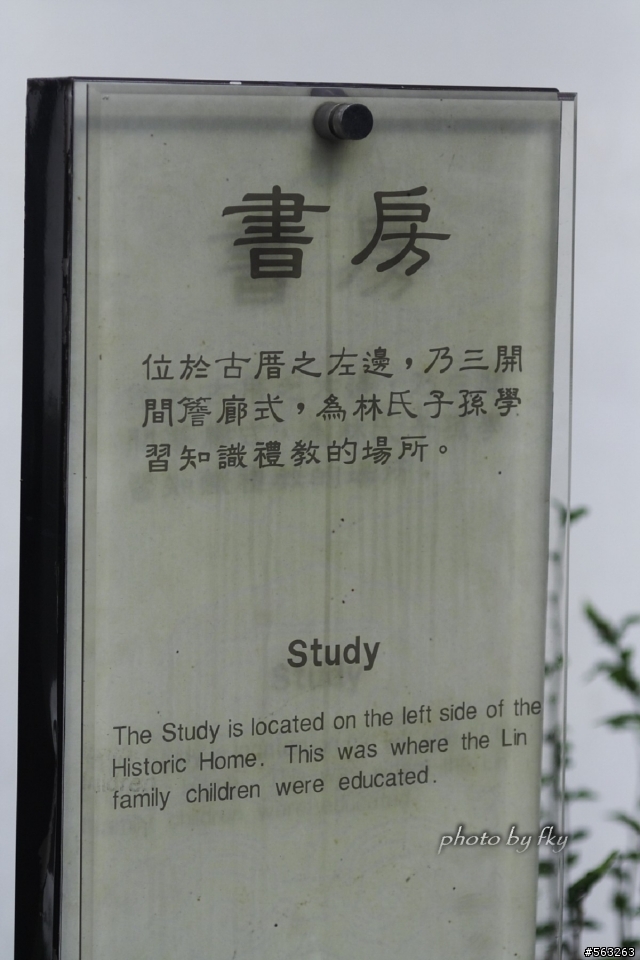 書房
位於古厝之左邊，乃三開
間簷廊式，為林氏子孫學
習知識禮教的場所。
Study
The Study is located on the left side of the
Historic Home. This was where the Lin
family children were educated.
photo by fky
#563263